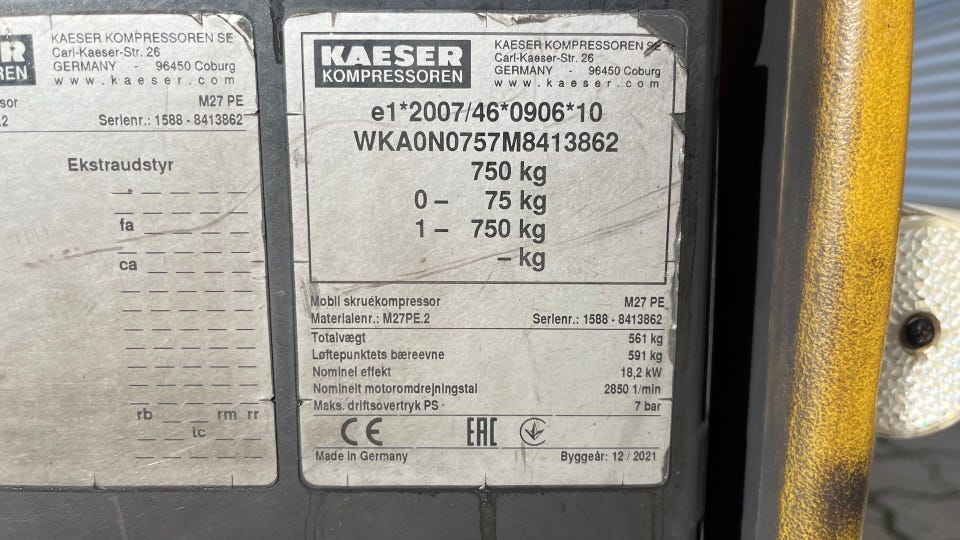 ER
OREN
KAESER KOMPRESSOREN SE
Carl-Kaeser-Str. 26
GERMANY - 96450 Coburg
www.kaeser.com
M27 PE
Serienr.: 1588 - 8413862
Ekstraudstyr
fa
ca
rb rm rr
tc
KAESER
KOMPRESSOREN
KAESER KOMPRESSOREN SE
Carl-Kaeser-Str. 26
GERMANY - 96450 Coburg
www.kaeser.com
e1*2007/46*0906*10
WKA0N0757M8413862
750 kg
0 – 75 kg
1 – 750 kg
– kg
Mobil skruekompressor M27 PE
Materialenr.: M27PE.2 Serienr.: 1588 - 8413862
Totalvægt 561 kg
Løftepunktets bæreevne 591 kg
Nominel effekt 18,2 kW
Nominelt motoromdrejningstal 2850 1/min
Maks. driftsovertryk PS 7 bar
CE EAC
Made in Germany Byggeår: 12 / 2021